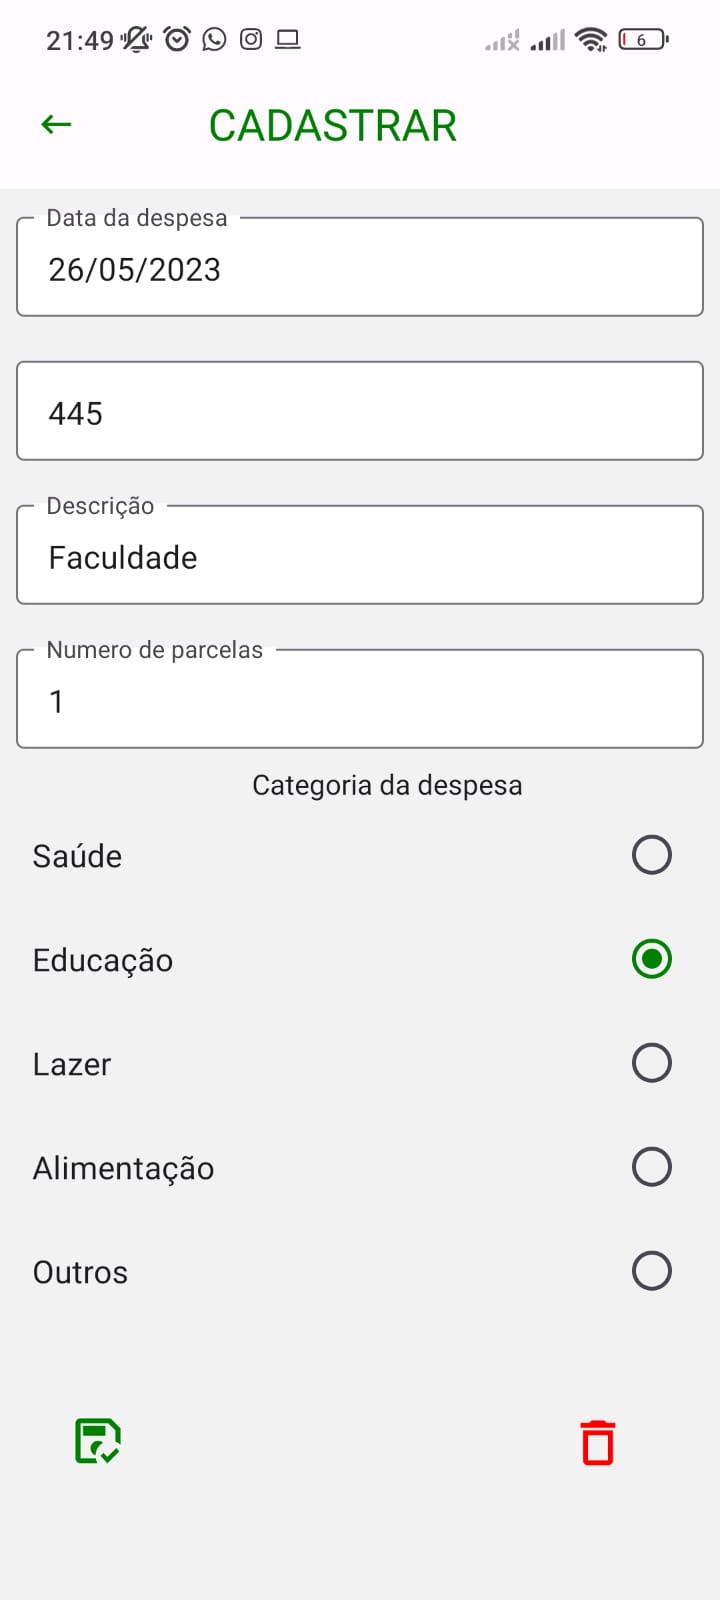 21:49
6
CADASTRAR
Data da despesa
26/05/2023
445
Descrição
Faculdade
Numero de parcelas
1
Categoria da despesa
Saúde
Educação
Lazer
Alimentação
Outros